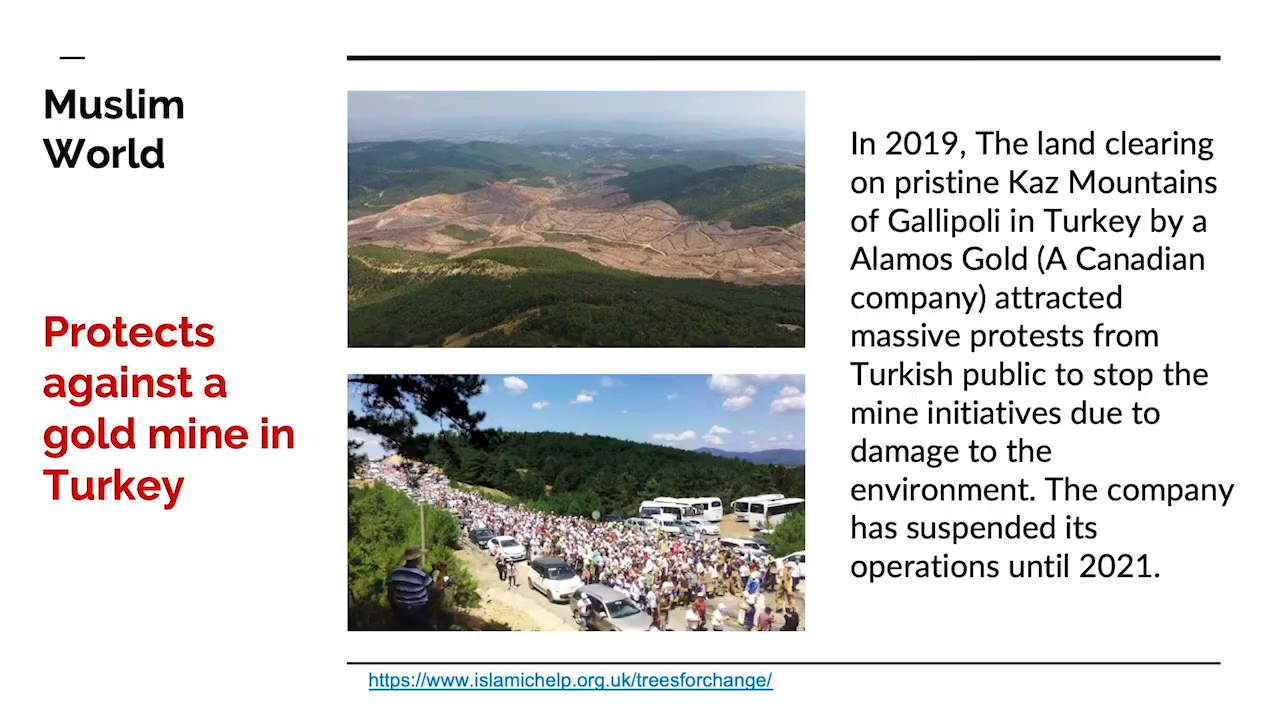 Muslim
World
Protects
against a
gold mine in
Turkey
In 2019, The land clearing
on pristine Kaz Mountains
of Gallipoli in Turkey by a
Alamos Gold (A Canadian
company) attracted
massive protests from
Turkish public to stop the
mine initiatives due to
damage to the
environment. The company
has suspended its
operations until 2021.
https://www.islamichelp.org.uk/treesforchange/